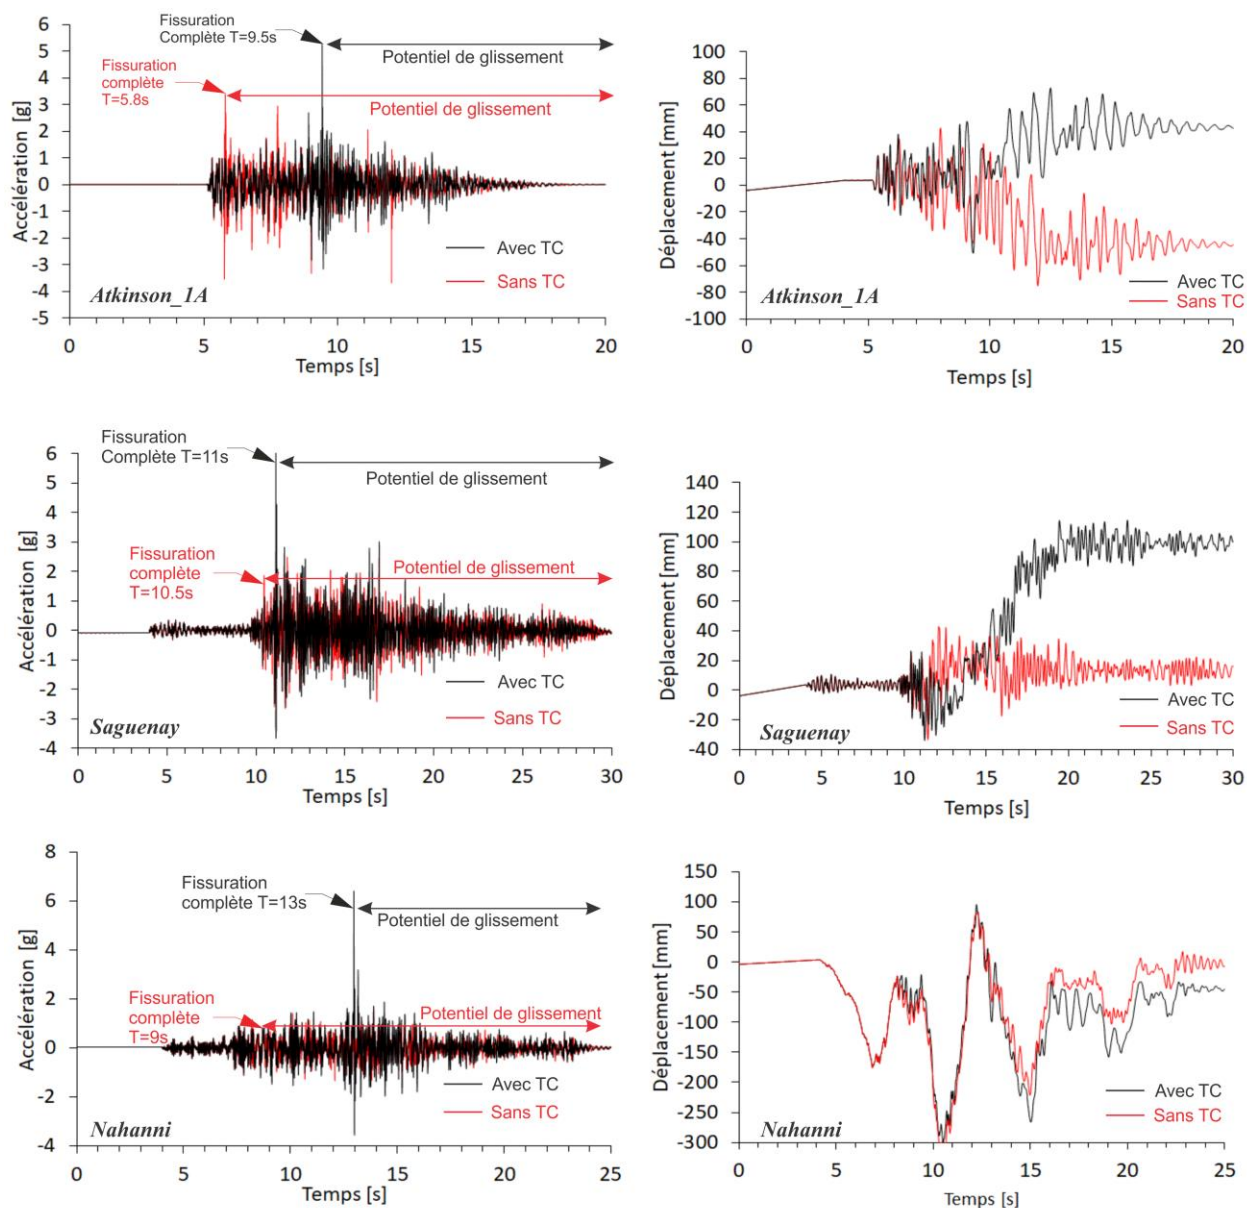 Accélération [g]
6
5
4
3
2
1
0
-1
-2
-3
-4
-5
Fissuration
Complète T=9.5s
Potentiel de glissement
Fissuration
complète
T=5.8s
Potentiel de glissement
Avec TC
Sans TC
Atkinson_1A
0 5 10 15 20
Temps [s]
Déplacement [mm]
100
80
60
40
20
0
-20
-40
-60
-80
-100
Avec TC
Sans TC
Atkinson_1A
0 5 10 15 20
Temps [s]
Accélération [g]
6
5
4
3
2
1
0
-1
-2
-3
-4
Fissuration
Complète T=11s
Potentiel de glissement
Fissuration
complète
T=10.5s
Potentiel de glissement
Avec TC
Sans TC
Saguenay
0 5 10 15 20 25 30
Temps [s]
Déplacement [mm]
140
120
100
80
60
40
20
0
-20
-40
Avec TC
Sans TC
Saguenay
0 5 10 15 20 25 30
Temps [s]
Accélération [g]
8
6
4
2
0
-2
-4
Fissuration
complète T=13s
Potentiel de glissement
Fissuration
complète
T=9s
Potentiel de glissement
Avec TC
Sans TC
Nahanni
0 5 10 15 20 25
Temps [s]
Déplacement [mm]
150
100
50
0
-50
-100
-150
-200
-250
-300
Avec TC
Sans TC
Nahanni
0 5 10 15 20 25
Temps [s]